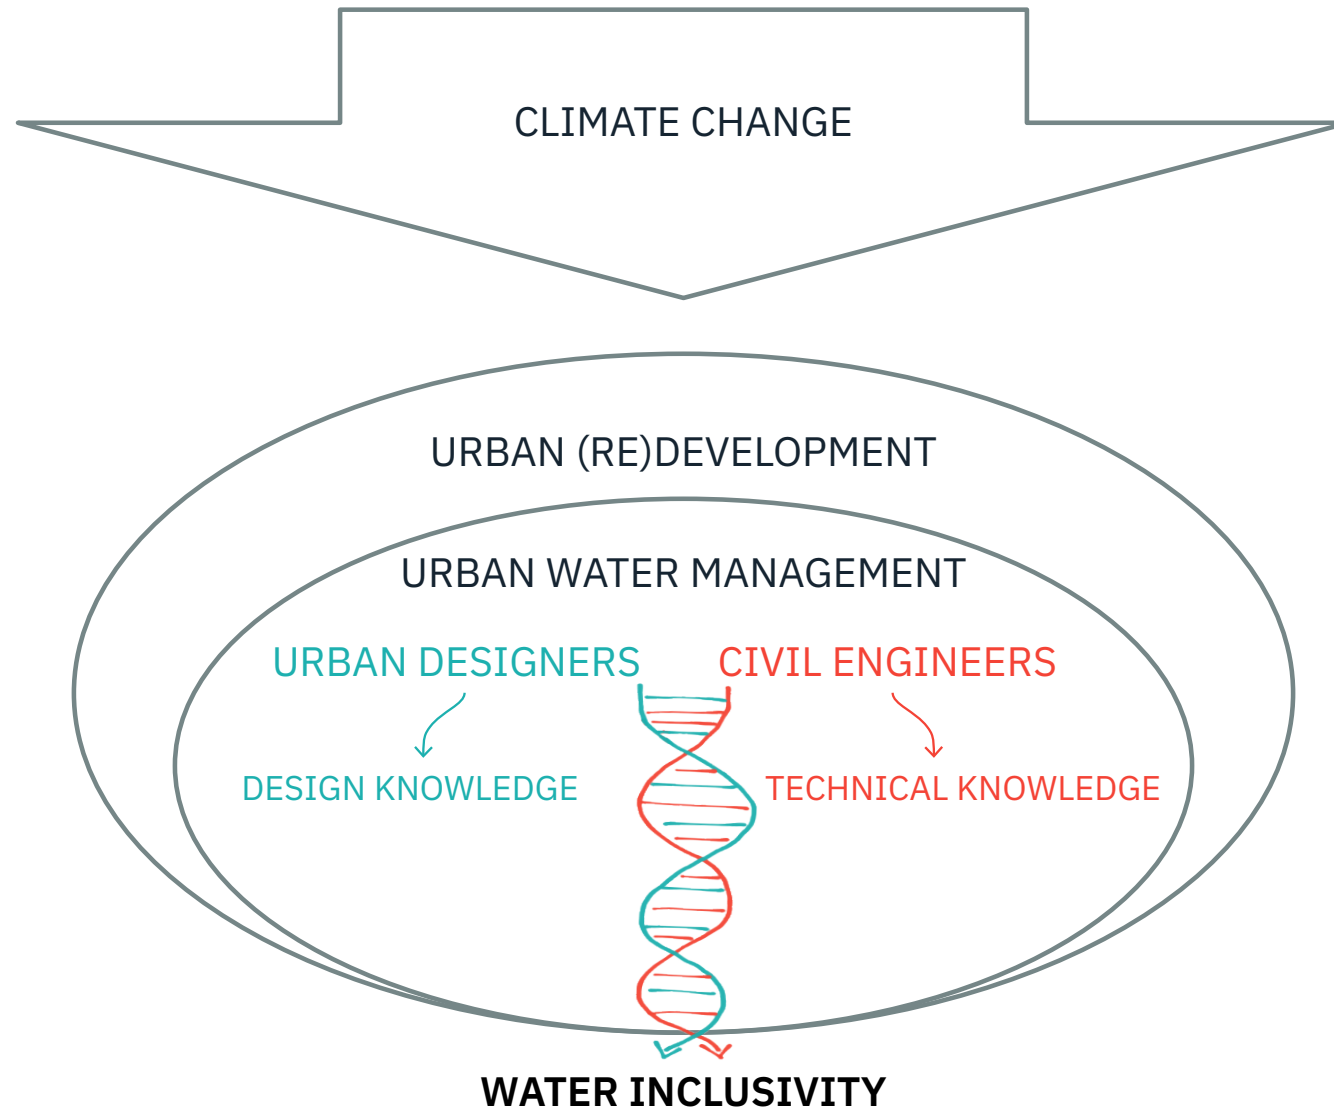 CLIMATE CHANGE
URBAN (RE)DEVELOPMENT
URBAN WATER MANAGEMENT
URBAN DESIGNERS
CIVIL ENGINEERS
DESIGN KNOWLEDGE
TECHNICAL KNOWLEDGE
WATER INCLUSIVITY